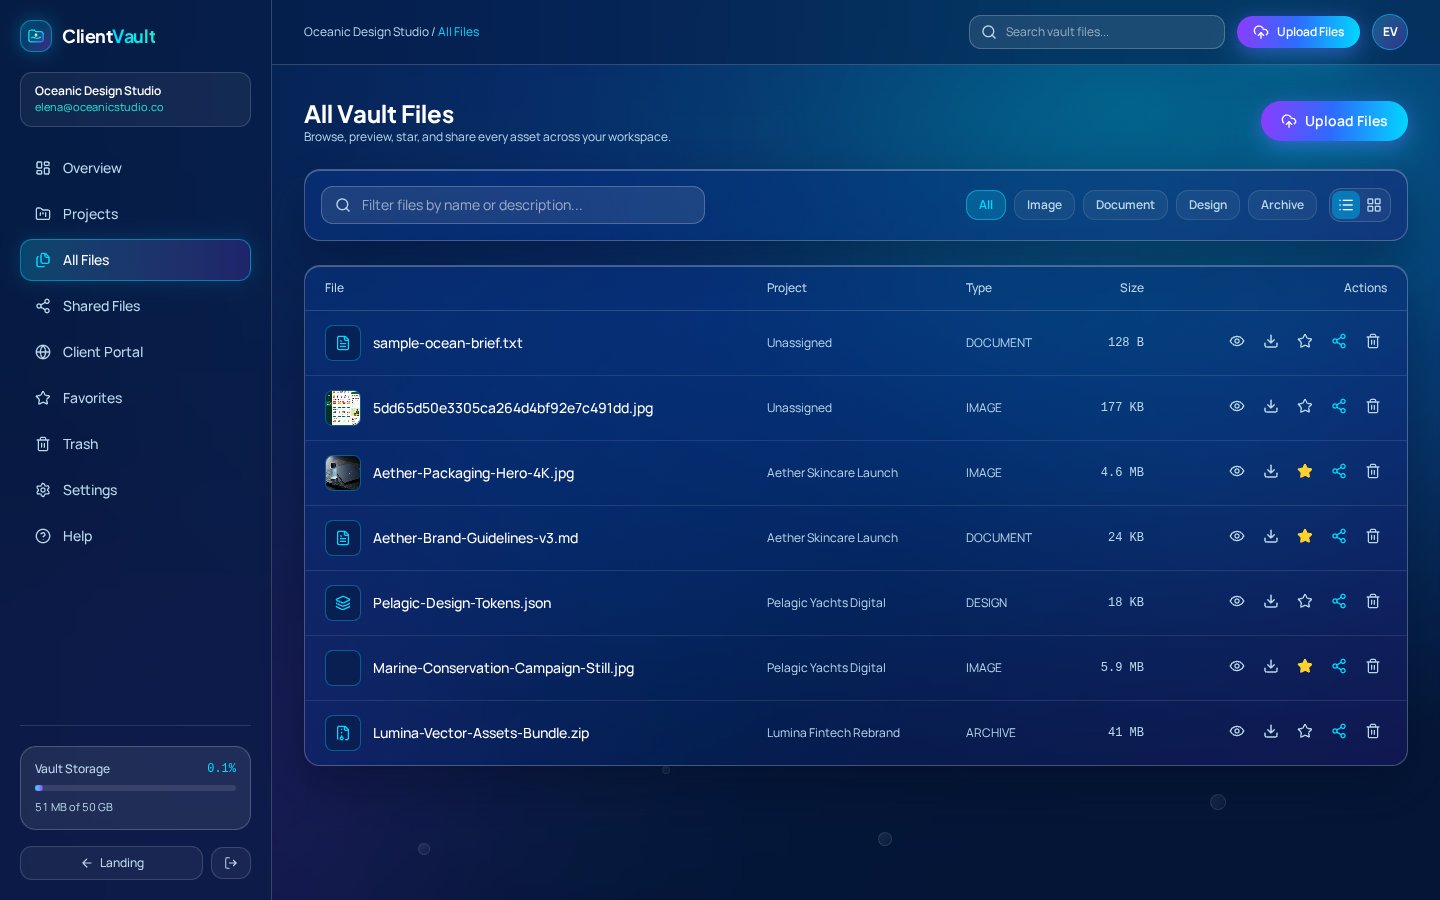 ClientVault
Oceanic Design Studio
elena@oceanicstudio.co
Overview
Projects
All Files
Shared Files
Client Portal
Favorites
Trash
Settings
Help
Vault Storage 0.1%
51 MB of 50 GB
Landing
Oceanic Design Studio / All Files
Search vault files...
Upload Files
EV
All Vault Files
Browse, preview, star, and share every asset across your workspace.
Upload Files
Filter files by name or description...
All Image Document Design Archive
File Project Type Size Actions
sample-ocean-brief.txt Unassigned DOCUMENT 128 B
5dd65d50e3305ca264d4bf92e7c491dd.jpg Unassigned IMAGE 177 KB
Aether-Packaging-Hero-4K.jpg Aether Skincare Launch IMAGE 4.6 MB
Aether-Brand-Guidelines-v3.md Aether Skincare Launch DOCUMENT 24 KB
Pelagic-Design-Tokens.json Pelagic Yachts Digital DESIGN 18 KB
Marine-Conservation-Campaign-Still.jpg Pelagic Yachts Digital IMAGE 5.9 MB
Lumina-Vector-Assets-Bundle.zip Lumina Fintech Rebrand ARCHIVE 41 MB